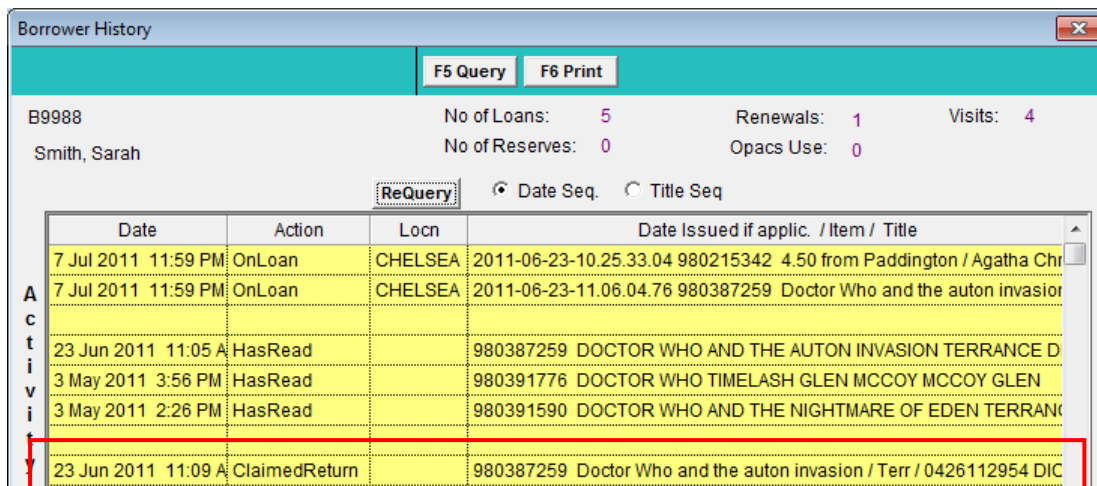 Borrower History
F5 Query F6 Print
B9988 No of Loans: 5 Renewals: 1 Visits: 4
Smith, Sarah No of Reserves: 0 Opacs Use: 0
ReQuery Date Seq. Title Seq
Date Action Locn Date Issued if applic. / Item / Title
7 Jul 2011 11:59 PM OnLoan CHELSEA 2011-06-23-10.25.33.04 980215342 4.50 from Paddington / Agatha Chr
7 Jul 2011 11:59 PM OnLoan CHELSEA 2011-06-23-11.06.04.76 980387259 Doctor Who and the auton invasion
23 Jun 2011 11:05 A HasRead 980387259 DOCTOR WHO AND THE AUTON INVASION TERRANCE D
3 May 2011 3:56 PM HasRead 980391776 DOCTOR WHO TIMELASH GLEN MCCOY MCCOY GLEN
3 May 2011 2:26 PM HasRead 980391590 DOCTOR WHO AND THE NIGHTMARE OF EDEN TERRAN
23 Jun 2011 11:09 A ClaimedReturn 980387259 Doctor Who and the auton invasion / Terr / 0426112954 DIC
Activity